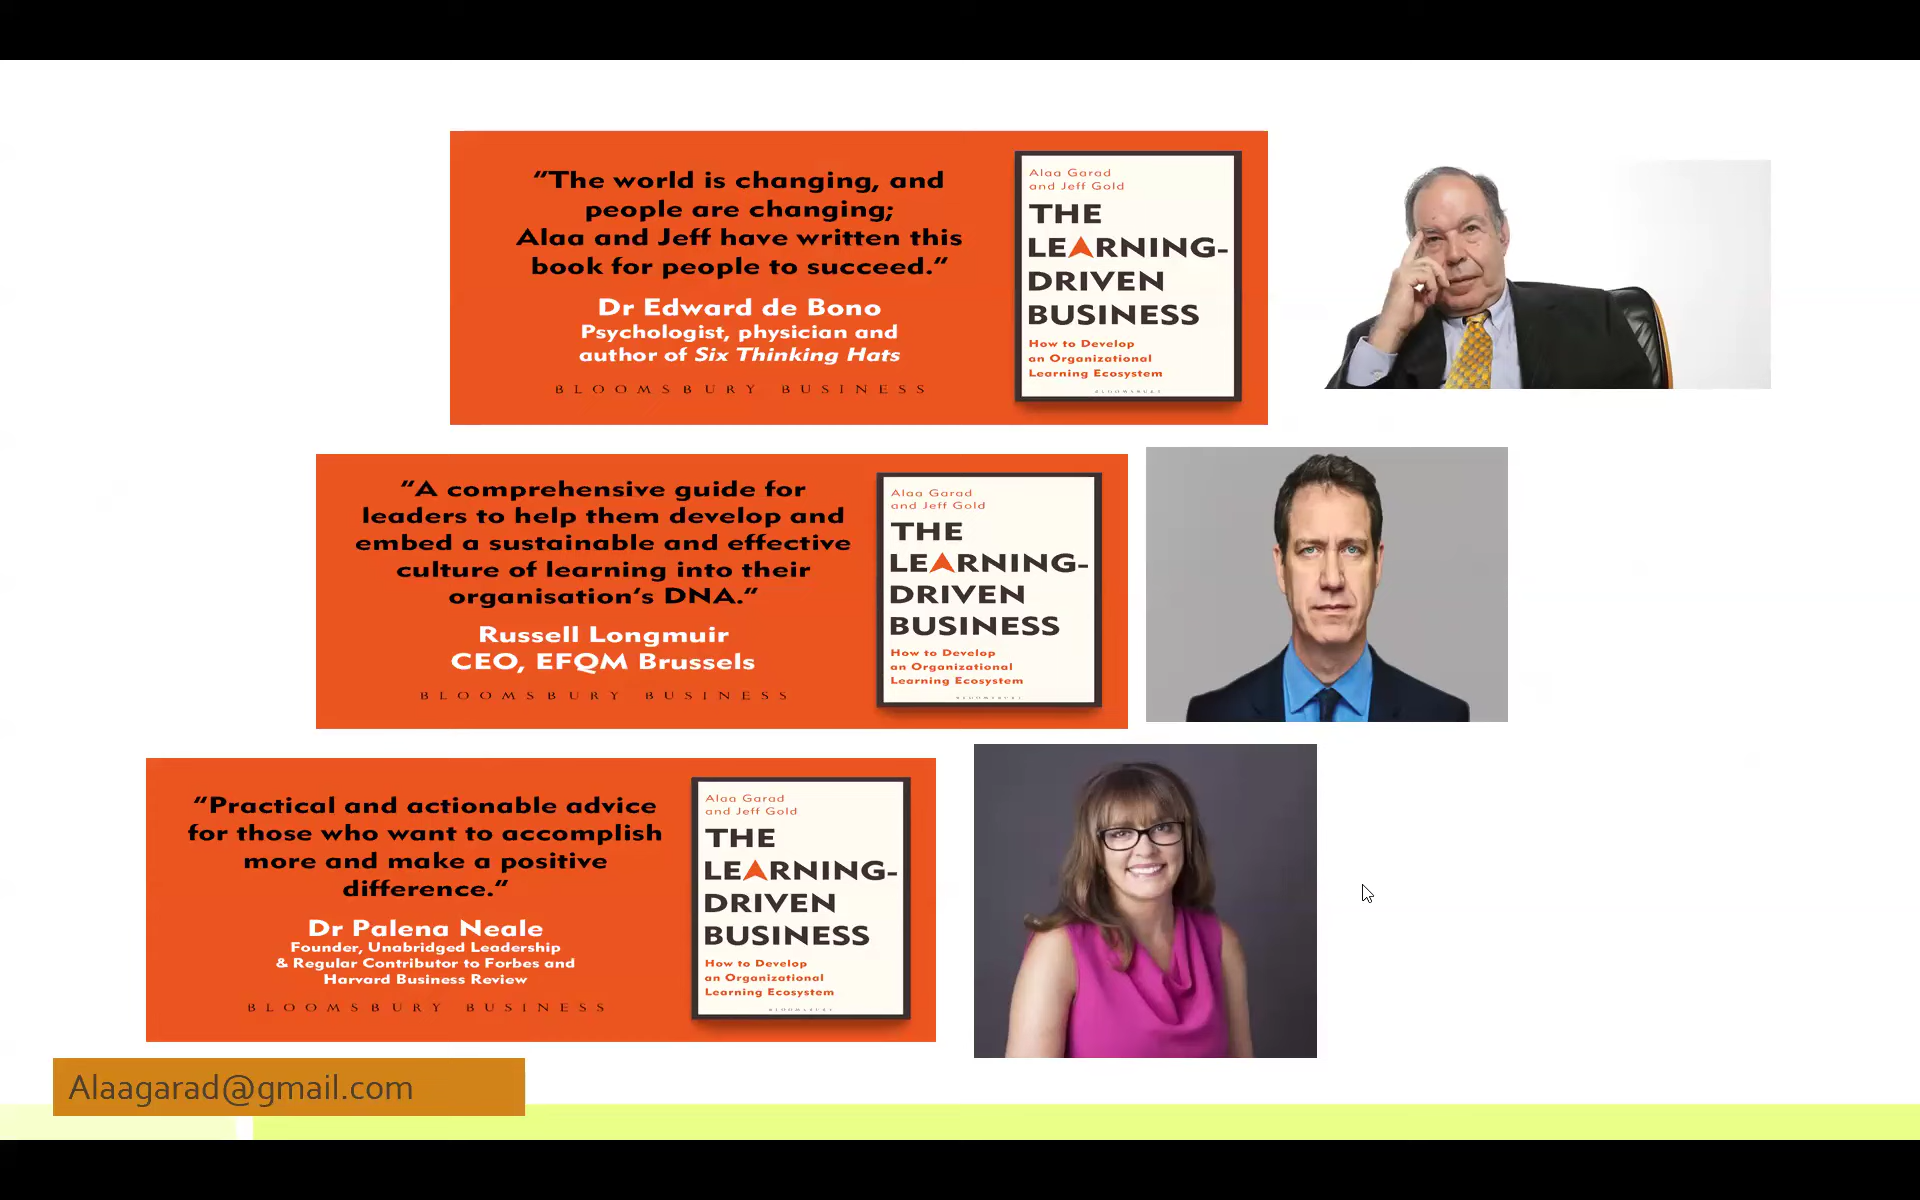 “The world is changing, and
people are changing;
Alaa and Jeff have written this
book for people to succeed.”
Dr Edward de Bono
Psychologist, physician and
author of Six Thinking Hats
BLOOMSBURY BUSINESS
Alaa Garad
and Jeff Gold
THE
LEARNING-
DRIVEN
BUSINESS
How to Develop
an Organizational
Learning Ecosystem
BLOOMSBURY
“A comprehensive guide for
leaders to help them develop and
embed a sustainable and effective
culture of learning into their
organisation‘s DNA.”
Russell Longmuir
CEO, EFQM Brussels
BLOOMSBURY BUSINESS
Alaa Garad
and Jeff Gold
THE
LEARNING-
DRIVEN
BUSINESS
How to Develop
an Organizational
Learning Ecosystem
BLOOMSBURY
“Practical and actionable advice
for those who want to accomplish
more and make a positive
difference.”
Dr Palena Neale
Founder, Unabridged Leadership
& Regular Contributor to Forbes and
Harvard Business Review
BLOOMSBURY BUSINESS
Alaa Garad
and Jeff Gold
THE
LEARNING-
DRIVEN
BUSINESS
How to Develop
an Organizational
Learning Ecosystem
BLOOMSBURY
Alaagarad@gmail.com